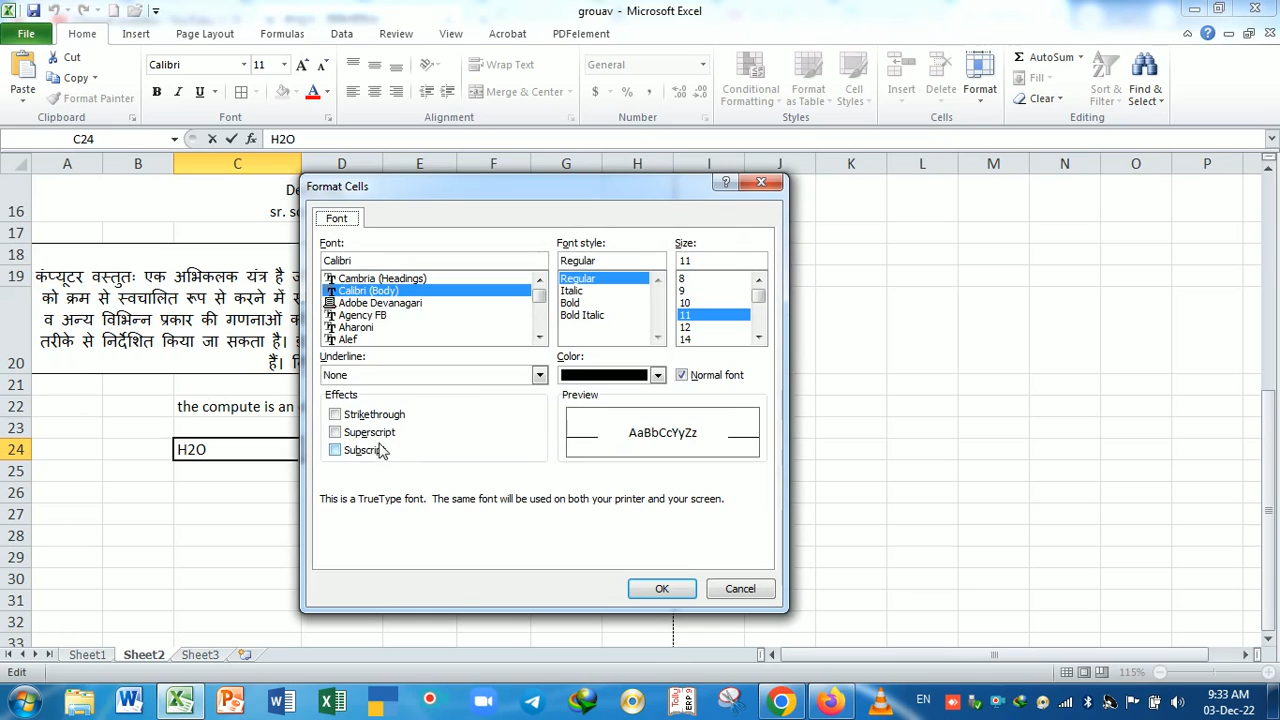 grouav - Microsoft Excel
File Home Insert Page Layout Formulas Data Review View Acrobat PDFelement
Paste
Cut
Copy
Format Painter
Clipboard
Calibri 11
B I U
Font
Wrap Text
Merge & Center
Alignment
General
$ % ,
Number
Conditional Formatting
Format as Table
Cell Styles
Styles
Insert
Delete
Format
Cells
AutoSum
Fill
Clear
Sort & Filter
Find & Select
Editing
C24 fx H2O
A B C D E F G H I J K L M N O P
16
sr. 
17
18
19
20
कंप्यूटर वस्तुतः एक अभिकलक यंत्र है
को क्रम से स्वचालित रूप से करने में
व अन्य विभिन्न प्रकार की गणनाओं
तरीके से निर्देशित किया जा सकता है।
हैं।
21
22 the compute is an
23
24 H2O
25
26
27
28
29
30
31
32
33
Format Cells
Font
Font:
Calibri
Cambria (Headings)
Calibri (Body)
Adobe Devanagari
Agency FB
Aharoni
Alef
Font style:
Regular
Regular
Italic
Bold
Bold Italic
Size:
11
8
9
10
11
12
14
Underline:
None
Color:
Normal font
Effects
Strikethrough
Superscript
Preview
AaBbCcYyZz
This is a TrueType font. The same font will be used on both your printer and your screen.
OK Cancel
Sheet1 Sheet2 Sheet3
Edit 115%
EN
9:33 AM
03-Dec-22